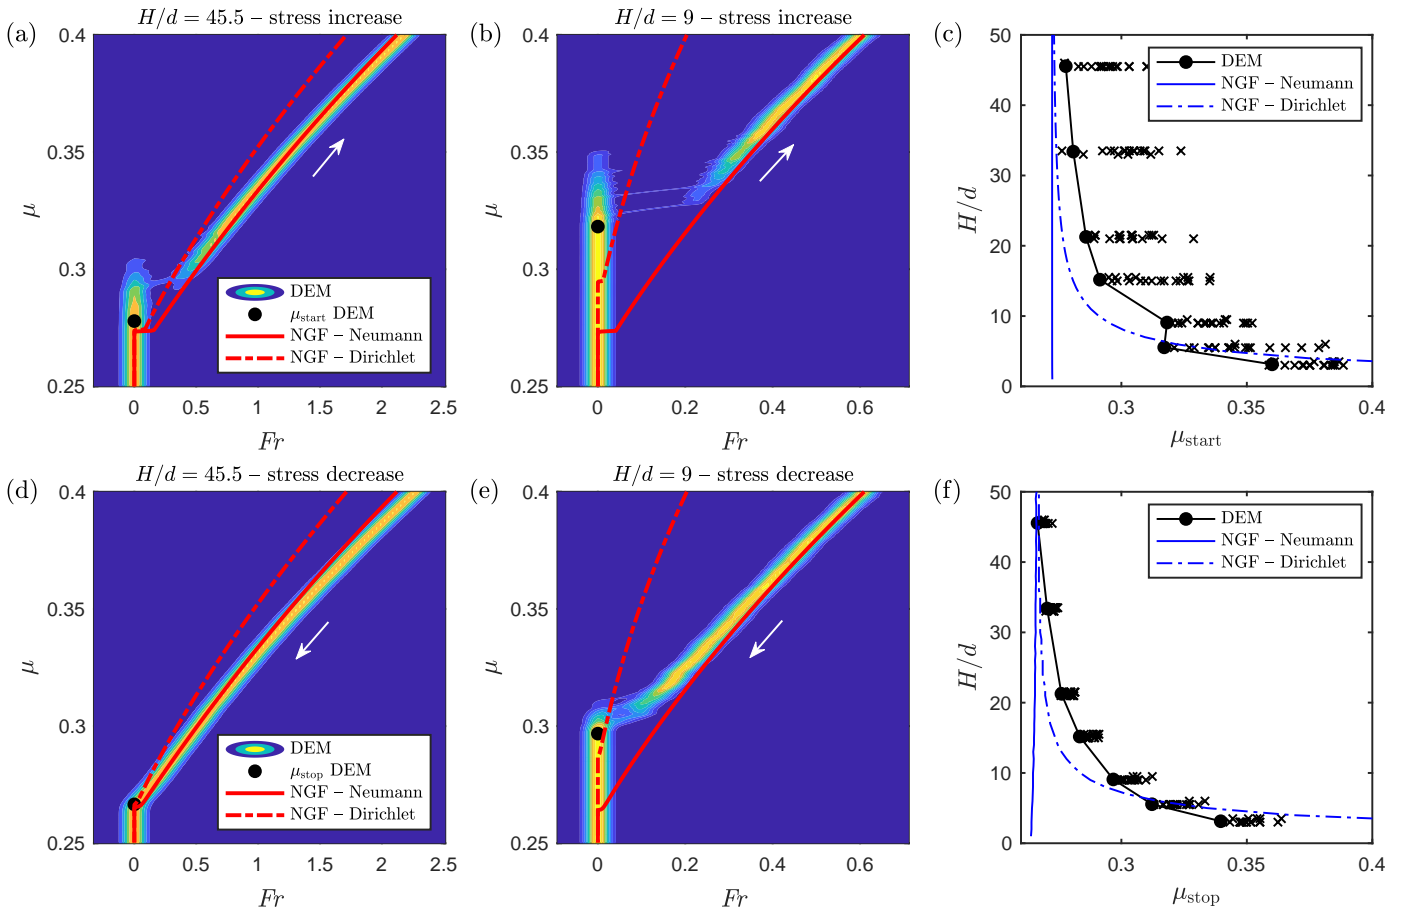 (a)
H/d = 45.5 – stress increase
0.4
0.35
0.3
0.25
μ
0
0.5
1
1.5
2
2.5
Fr
DEM
μstart DEM
NGF – Neumann
NGF – Dirichlet
(b)
H/d = 9 – stress increase
0.4
0.35
0.3
0.25
μ
0
0.2
0.4
0.6
Fr
(c)
50
40
30
20
10
0
H/d
0.3
0.35
0.4
μstart
DEM
NGF – Neumann
NGF – Dirichlet
(d)
H/d = 45.5 – stress decrease
0.4
0.35
0.3
0.25
μ
0
0.5
1
1.5
2
2.5
Fr
DEM
μstop DEM
NGF – Neumann
NGF – Dirichlet
(e)
H/d = 9 – stress decrease
0.4
0.35
0.3
0.25
μ
0
0.2
0.4
0.6
Fr
(f)
50
40
30
20
10
0
H/d
0.3
0.35
0.4
μstop
DEM
NGF – Neumann
NGF – Dirichlet